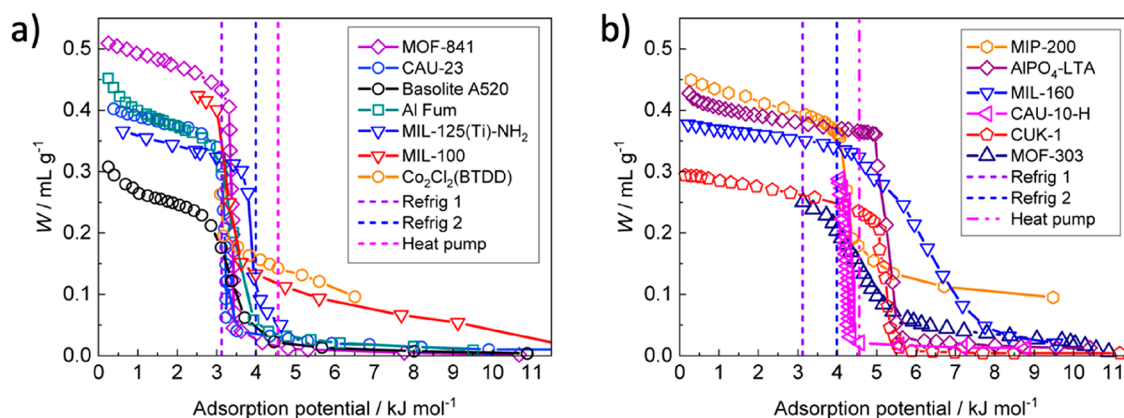 a)
W / mL g⁻¹
0.5
0.4
0.3
0.2
0.1
0.0
0 1 2 3 4 5 6 7 8 9 10 11
Adsorption potential / kJ mol⁻¹
MOF-841
CAU-23
Basolite A520
Al Fum
MIL-125(Ti)-NH₂
MIL-100
Co₂Cl₂(BTDD)
Refrig 1
Refrig 2
Heat pump
b)
W / mL g⁻¹
0.5
0.4
0.3
0.2
0.1
0.0
0 1 2 3 4 5 6 7 8 9 10 11
Adsorption potential / kJ mol⁻¹
MIP-200
AlPO₄-LTA
MIL-160
CAU-10-H
CUK-1
MOF-303
Refrig 1
Refrig 2
Heat pump